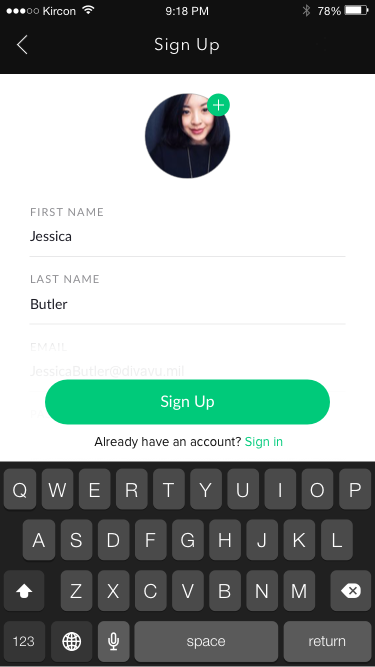 Kircon 9:18 PM 78%
Sign Up
FIRST NAME
Jessica
LAST NAME
Butler
EMAIL
JessicaButler@divavu.mil
Sign Up
Already have an account? Sign in
Q W E R T Y U I O P
A S D F G H J K L
Z X C V B N M
123 space return